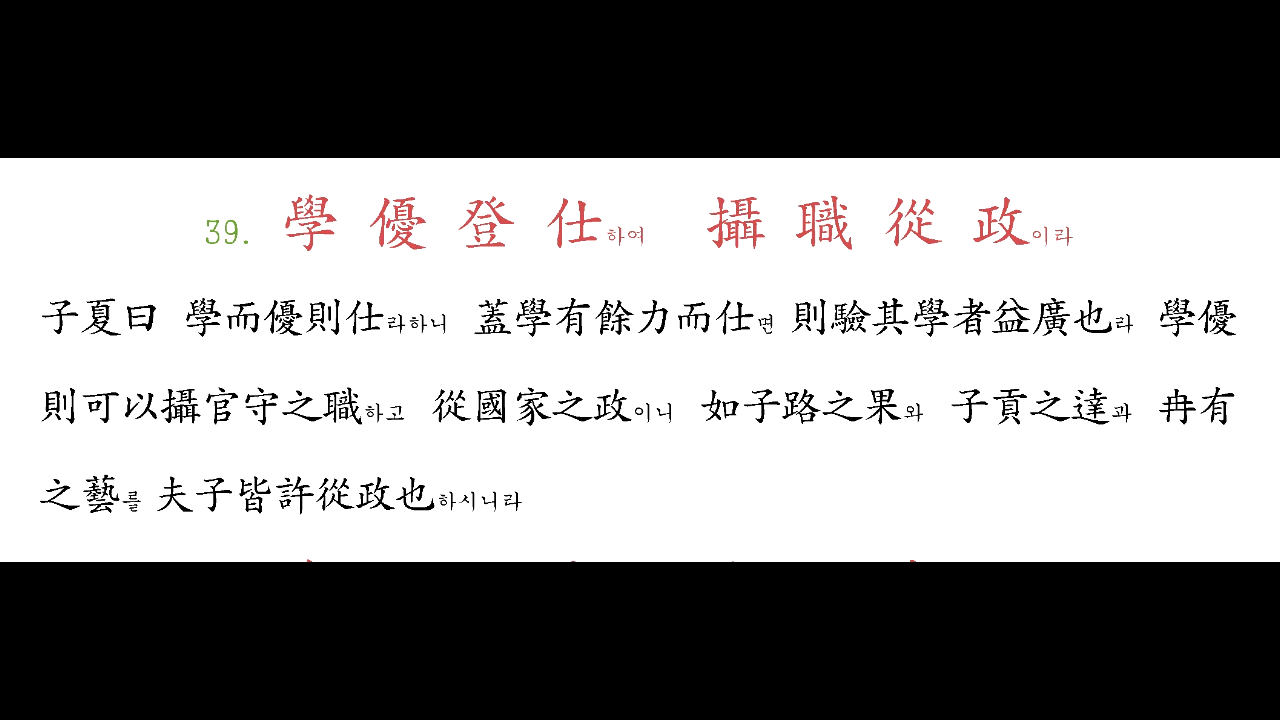 39. 學 優 登 仕하여 攝 職 從 政이라
子夏曰 學而優則仕라하니 蓋學有餘力而仕면 則驗其學者益廣也라 學優
則可以攝官守之職하고 從國家之政이니 如子路之果와 子貢之達과 冉有
之藝를 夫子皆許從政也하시니라